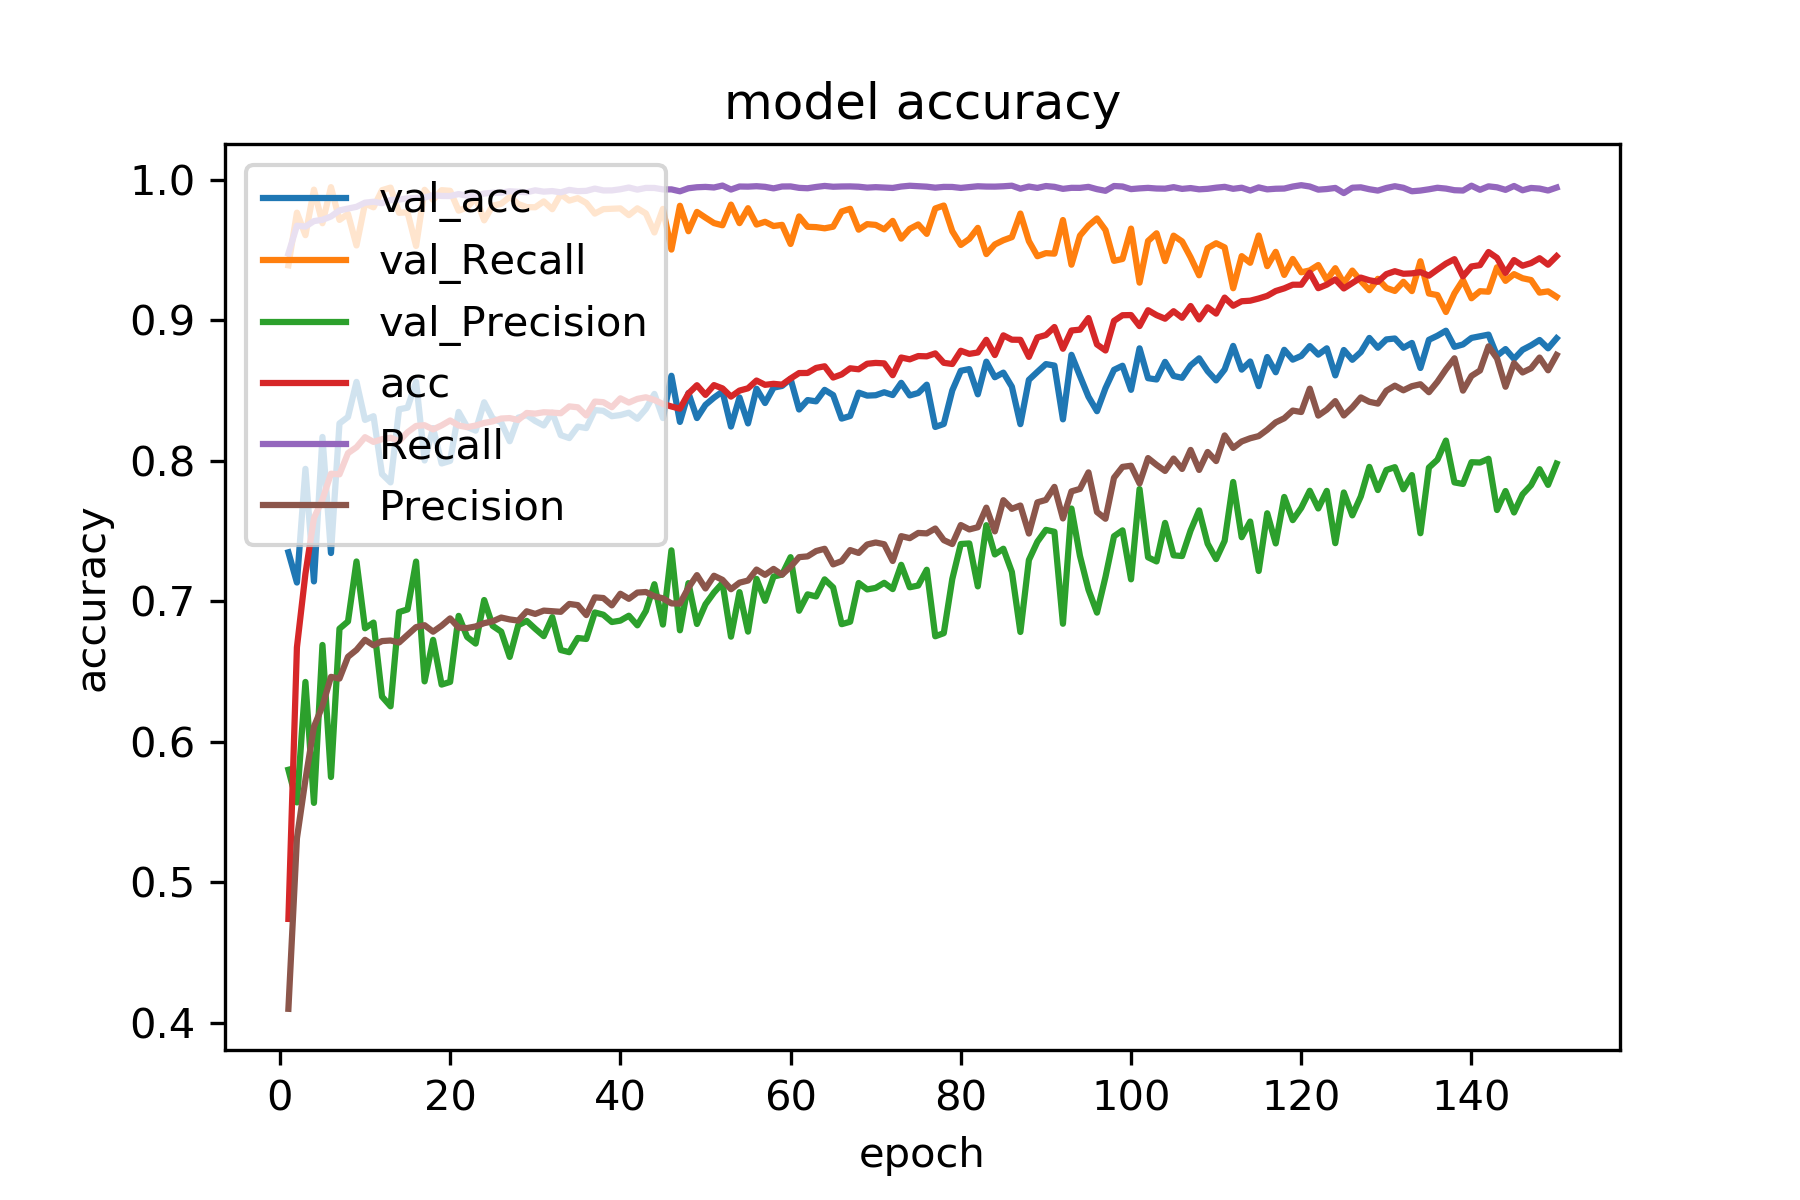 model accuracy
accuracy
1.0
0.9
0.8
0.7
0.6
0.5
0.4
val_acc
val_Recall
val_Precision
acc
Recall
Precision
0 20 40 60 80 100 120 140
epoch